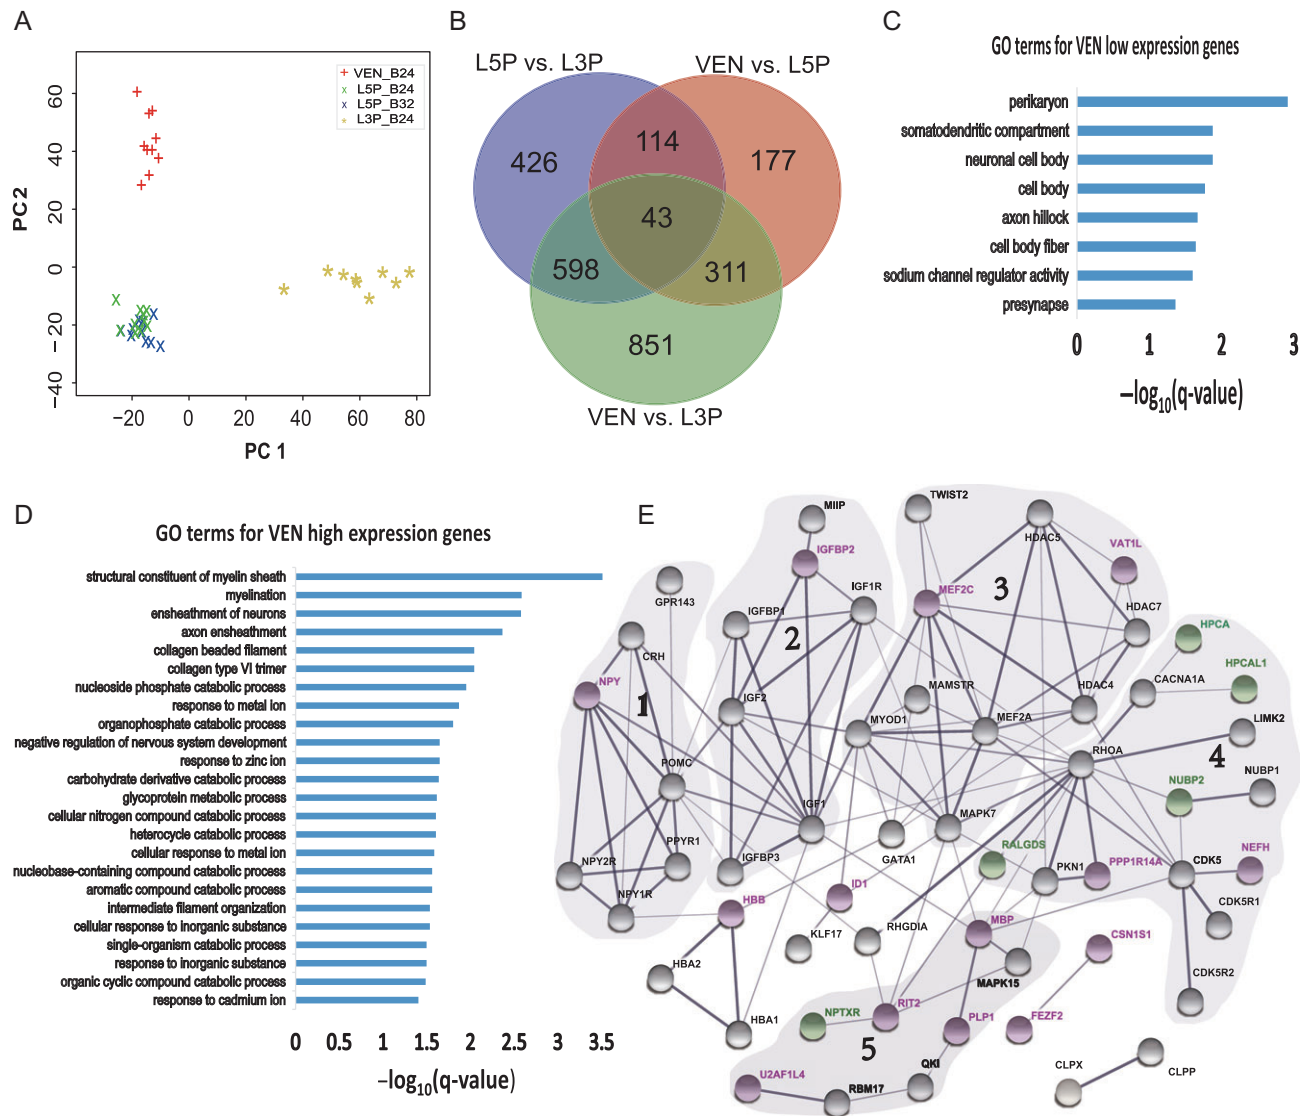 A
PC2
60
40
20
0
−20
−40
VEN_B24
L5P_B24
L5P_B32
L3P_B24
−20
0
20
40
60
80
PC 1
B
L5P vs. L3P
VEN vs. L5P
426
114
177
43
598
311
851
VEN vs. L3P
C
GO terms for VEN low expression genes
perikaryon
somatodendritic compartment
neuronal cell body
cell body
axon hillock
cell body fiber
sodium channel regulator activity
presynapse
0
1
2
3
−log10(q-value)
D
GO terms for VEN high expression genes
structural constituent of myelin sheath
myelination
ensheathment of neurons
axon ensheathment
collagen beaded filament
collagen type VI trimer
nucleoside phosphate catabolic process
response to metal ion
organophosphate catabolic process
negative regulation of nervous system development
response to zinc ion
carbohydrate derivative catabolic process
glycoprotein metabolic process
cellular nitrogen compound catabolic process
heterocycle catabolic process
cellular response to metal ion
nucleobase-containing compound catabolic process
aromatic compound catabolic process
intermediate filament organization
cellular response to inorganic substance
single-organism catabolic process
response to inorganic substance
organic cyclic compound catabolic process
response to cadmium ion
0
0.5
1
1.5
2
2.5
3
3.5
−log10(q-value)
E
MIIP
TWIST2
HDAC5
IGFBP2
VAT1L
GPR143
IGF1R
MEF2C
3
IGFBP1
HDAC7
HPCA
2
CRH
NPY
1
HPCAL1
CACNA1A
IGF2
MAMSTR
HDAC4
MYOD1
MEF2A
LIMK2
RHOA
4
POMC
NUBP2
NUBP1
IGF1
MAPK7
PPYR1
GATA1
RALGDS
NPY2R
IGFBP3
PKN1
PPP1R14A
CDK5
NEFH
NPY1R
HBB
ID1
CDK5R1
MBP
KLF17
RHGDIA
CSN1S1
HBA2
MAPK15
CDK5R2
HBA1
NPTXR
RIT2
PLP1
FEZF2
5
U2AF1L4
QKI
RBM17
CLPX
CLPP